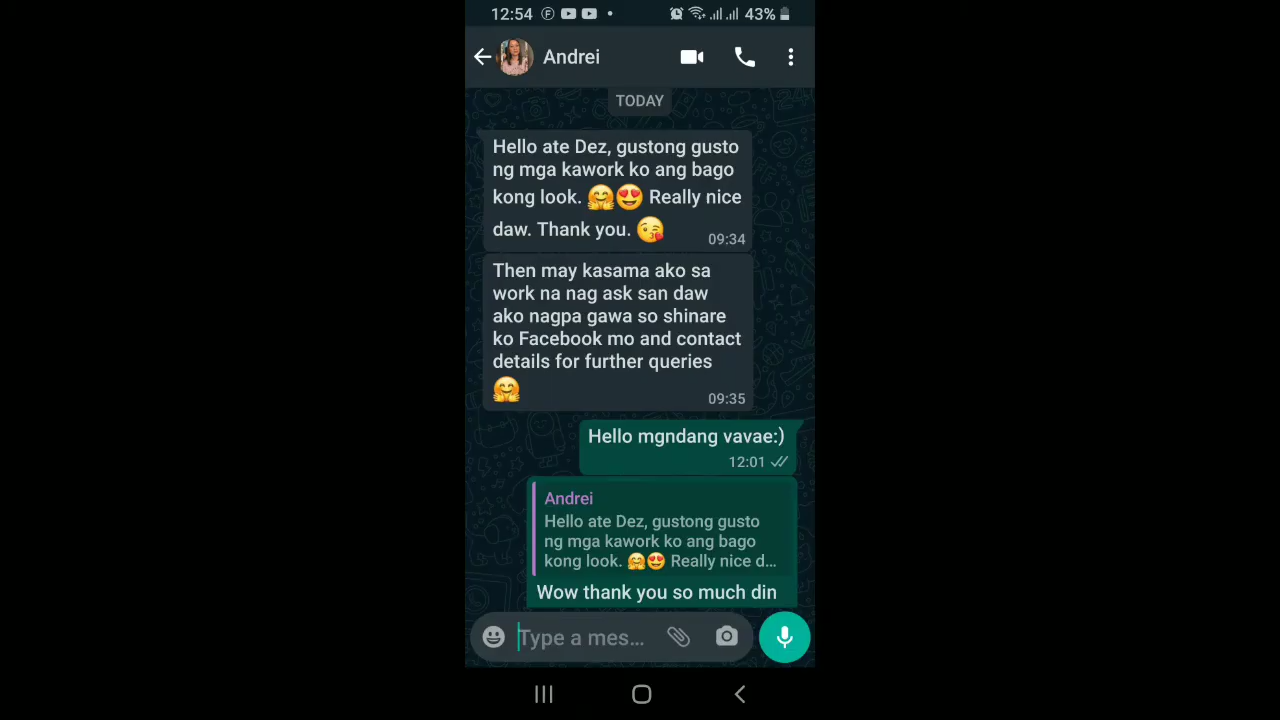 12:54
43%
Andrei
TODAY
Hello ate Dez, gustong gusto
ng mga kawork ko ang bago
kong look. 🤗😍 Really nice
daw. Thank you. 😘
09:34
Then may kasama ako sa
work na nag ask san daw
ako nagpa gawa so shinare
ko Facebook mo and contact
details for further queries
🤗
09:35
Hello mgndang vavae:)
12:01
Andrei
Hello ate Dez, gustong gusto
ng mga kawork ko ang bago
kong look. 🤗😍 Really nice d...
Wow thank you so much din
Type a mes...